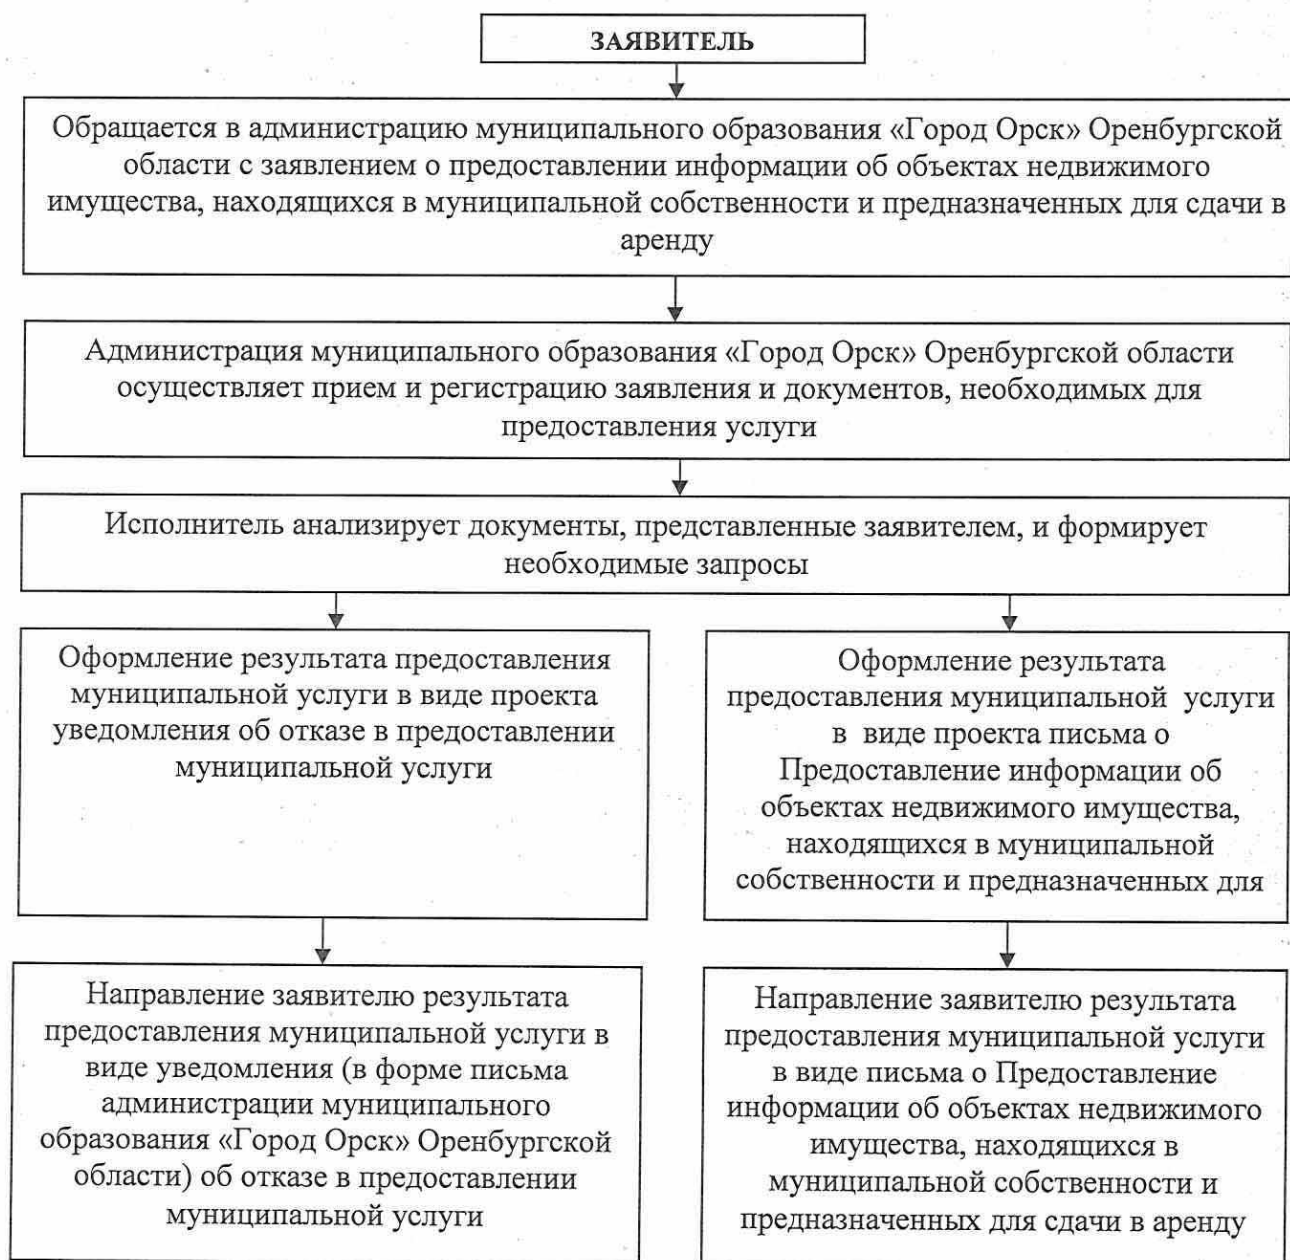 ЗАЯВИТЕЛЬ
Обращается в администрацию муниципального образования «Город Орск» Оренбургской
области с заявлением о предоставлении информации об объектах недвижимого
имущества, находящихся в муниципальной собственности и предназначенных для сдачи в
аренду
Администрация муниципального образования «Город Орск» Оренбургской области
осуществляет прием и регистрацию заявления и документов, необходимых для
предоставления услуги
Исполнитель анализирует документы, представленные заявителем, и формирует
необходимые запросы
Оформление результата предоставления
муниципальной услуги в виде проекта
уведомления об отказе в предоставлении
муниципальной услуги
Оформление результата
предоставления муниципальной услуги
в виде проекта письма о
Предоставление информации об
объектах недвижимого имущества,
находящихся в муниципальной
собственности и предназначенных для
Направление заявителю результата
предоставления муниципальной услуги в
виде уведомления (в форме письма
администрации муниципального
образования «Город Орск» Оренбургской
области) об отказе в предоставлении
муниципальной услуги
Направление заявителю результата
предоставления муниципальной услуги
в виде письма о Предоставление
информации об объектах недвижимого
имущества, находящихся в
муниципальной собственности и
предназначенных для сдачи в аренду